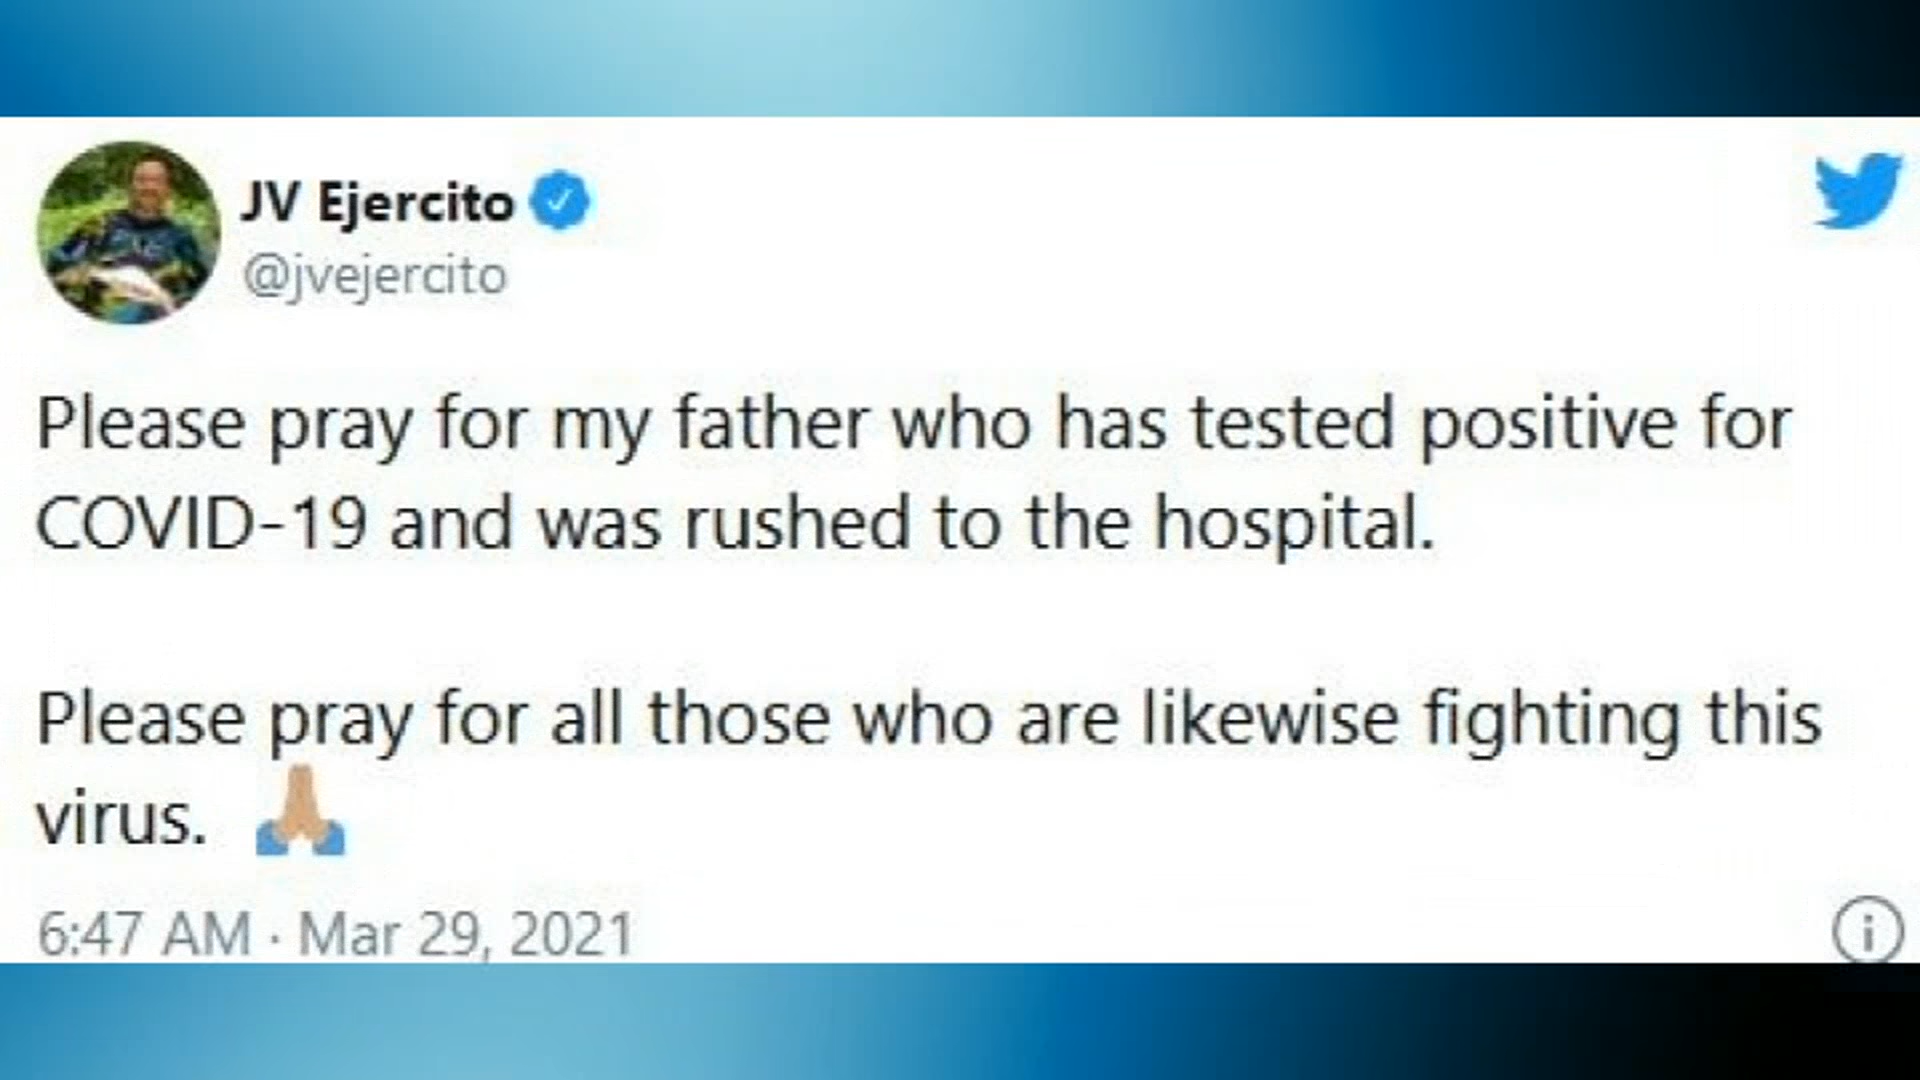 JV Ejercito
@jvejercito
Please pray for my father who has tested positive for
COVID-19 and was rushed to the hospital.
Please pray for all those who are likewise fighting this
virus. 🙏🏼
6:47 AM · Mar 29, 2021